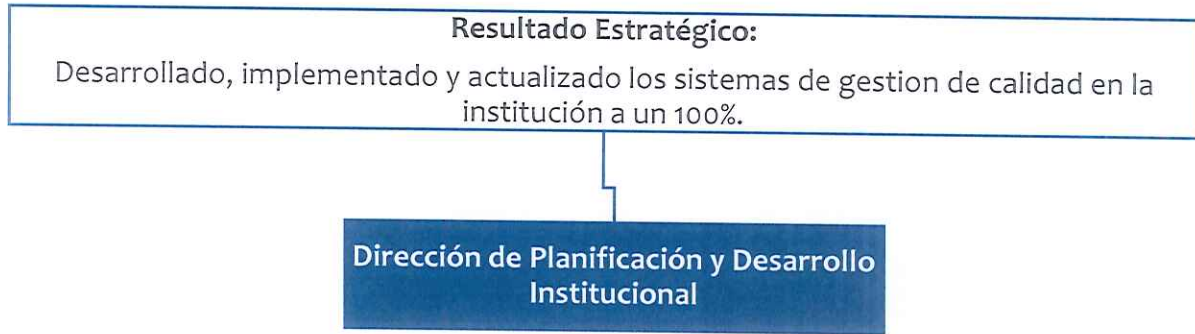 Resultado Estratégico:
Desarrollado, implementado y actualizado los sistemas de gestion de calidad en la
institución a un 100%.
Dirección de Planificación y Desarrollo
Institucional